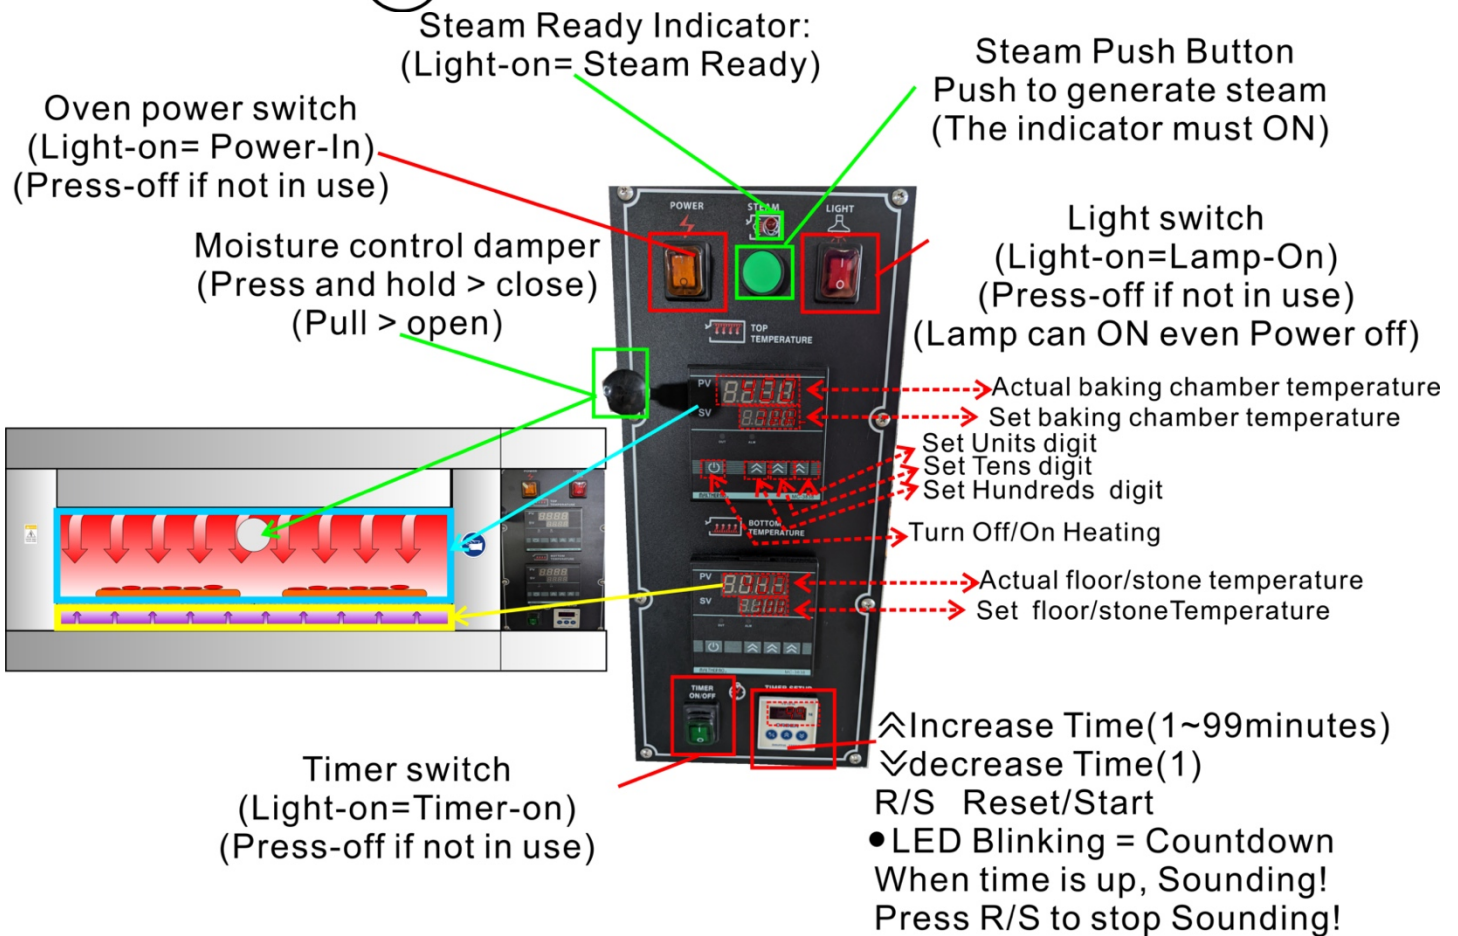 Steam Ready Indicator:
(Light-on= Steam Ready)
Steam Push Button
Push to generate steam
(The indicator must ON)
Oven power switch
(Light-on= Power-In)
(Press-off if not in use)
Moisture control damper
(Press and hold > close)
(Pull > open)
Light switch
(Light-on=Lamp-On)
(Press-off if not in use)
(Lamp can ON even Power off)
POWER
STEAM
LIGHT
TOP
TEMPERATURE
PV
SV
Actual baking chamber temperature
Set baking chamber temperature
Set Units digit
Set Tens digit
Set Hundreds digit
Turn Off/On Heating
BOTTOM
TEMPERATURE
PV
SV
Actual floor/stone temperature
Set floor/stoneTemperature
TIMER
ON/OFF
TIMER SETUP
Timer switch
(Light-on=Timer-on)
(Press-off if not in use)
Increase Time(1~99minutes)
decrease Time(1)
R/S Reset/Start
●LED Blinking = Countdown
When time is up, Sounding!
Press R/S to stop Sounding!